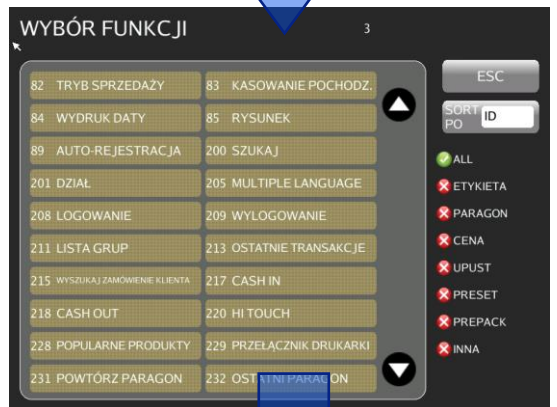 WYBÓR FUNKCJI
3
82 TRYB SPRZEDAŻY
83 KASOWANIE POCHODZ.
84 WYDRUK DATY
85 RYSUNEK
89 AUTO-REJESTRACJA
200 SZUKAJ
201 DZIAŁ
205 MULTIPLE LANGUAGE
208 LOGOWANIE
209 WYLOGOWANIE
211 LISTA GRUP
213 OSTATNIE TRANSAKCJE
215 WYSZUKAJ ZAMÓWIENIE KLIENTA
217 CASH IN
218 CASH OUT
220 HI TOUCH
228 POPULARNE PRODUKTY
229 PRZEŁĄCZNIK DRUKARKI
231 POWTÓRZ PARAGON
232 OSTATNI PARAGON
ESC
SORT PO ID
ALL
ETYKIETA
PARAGON
CENA
UPUST
PRESET
PREPACK
INNA